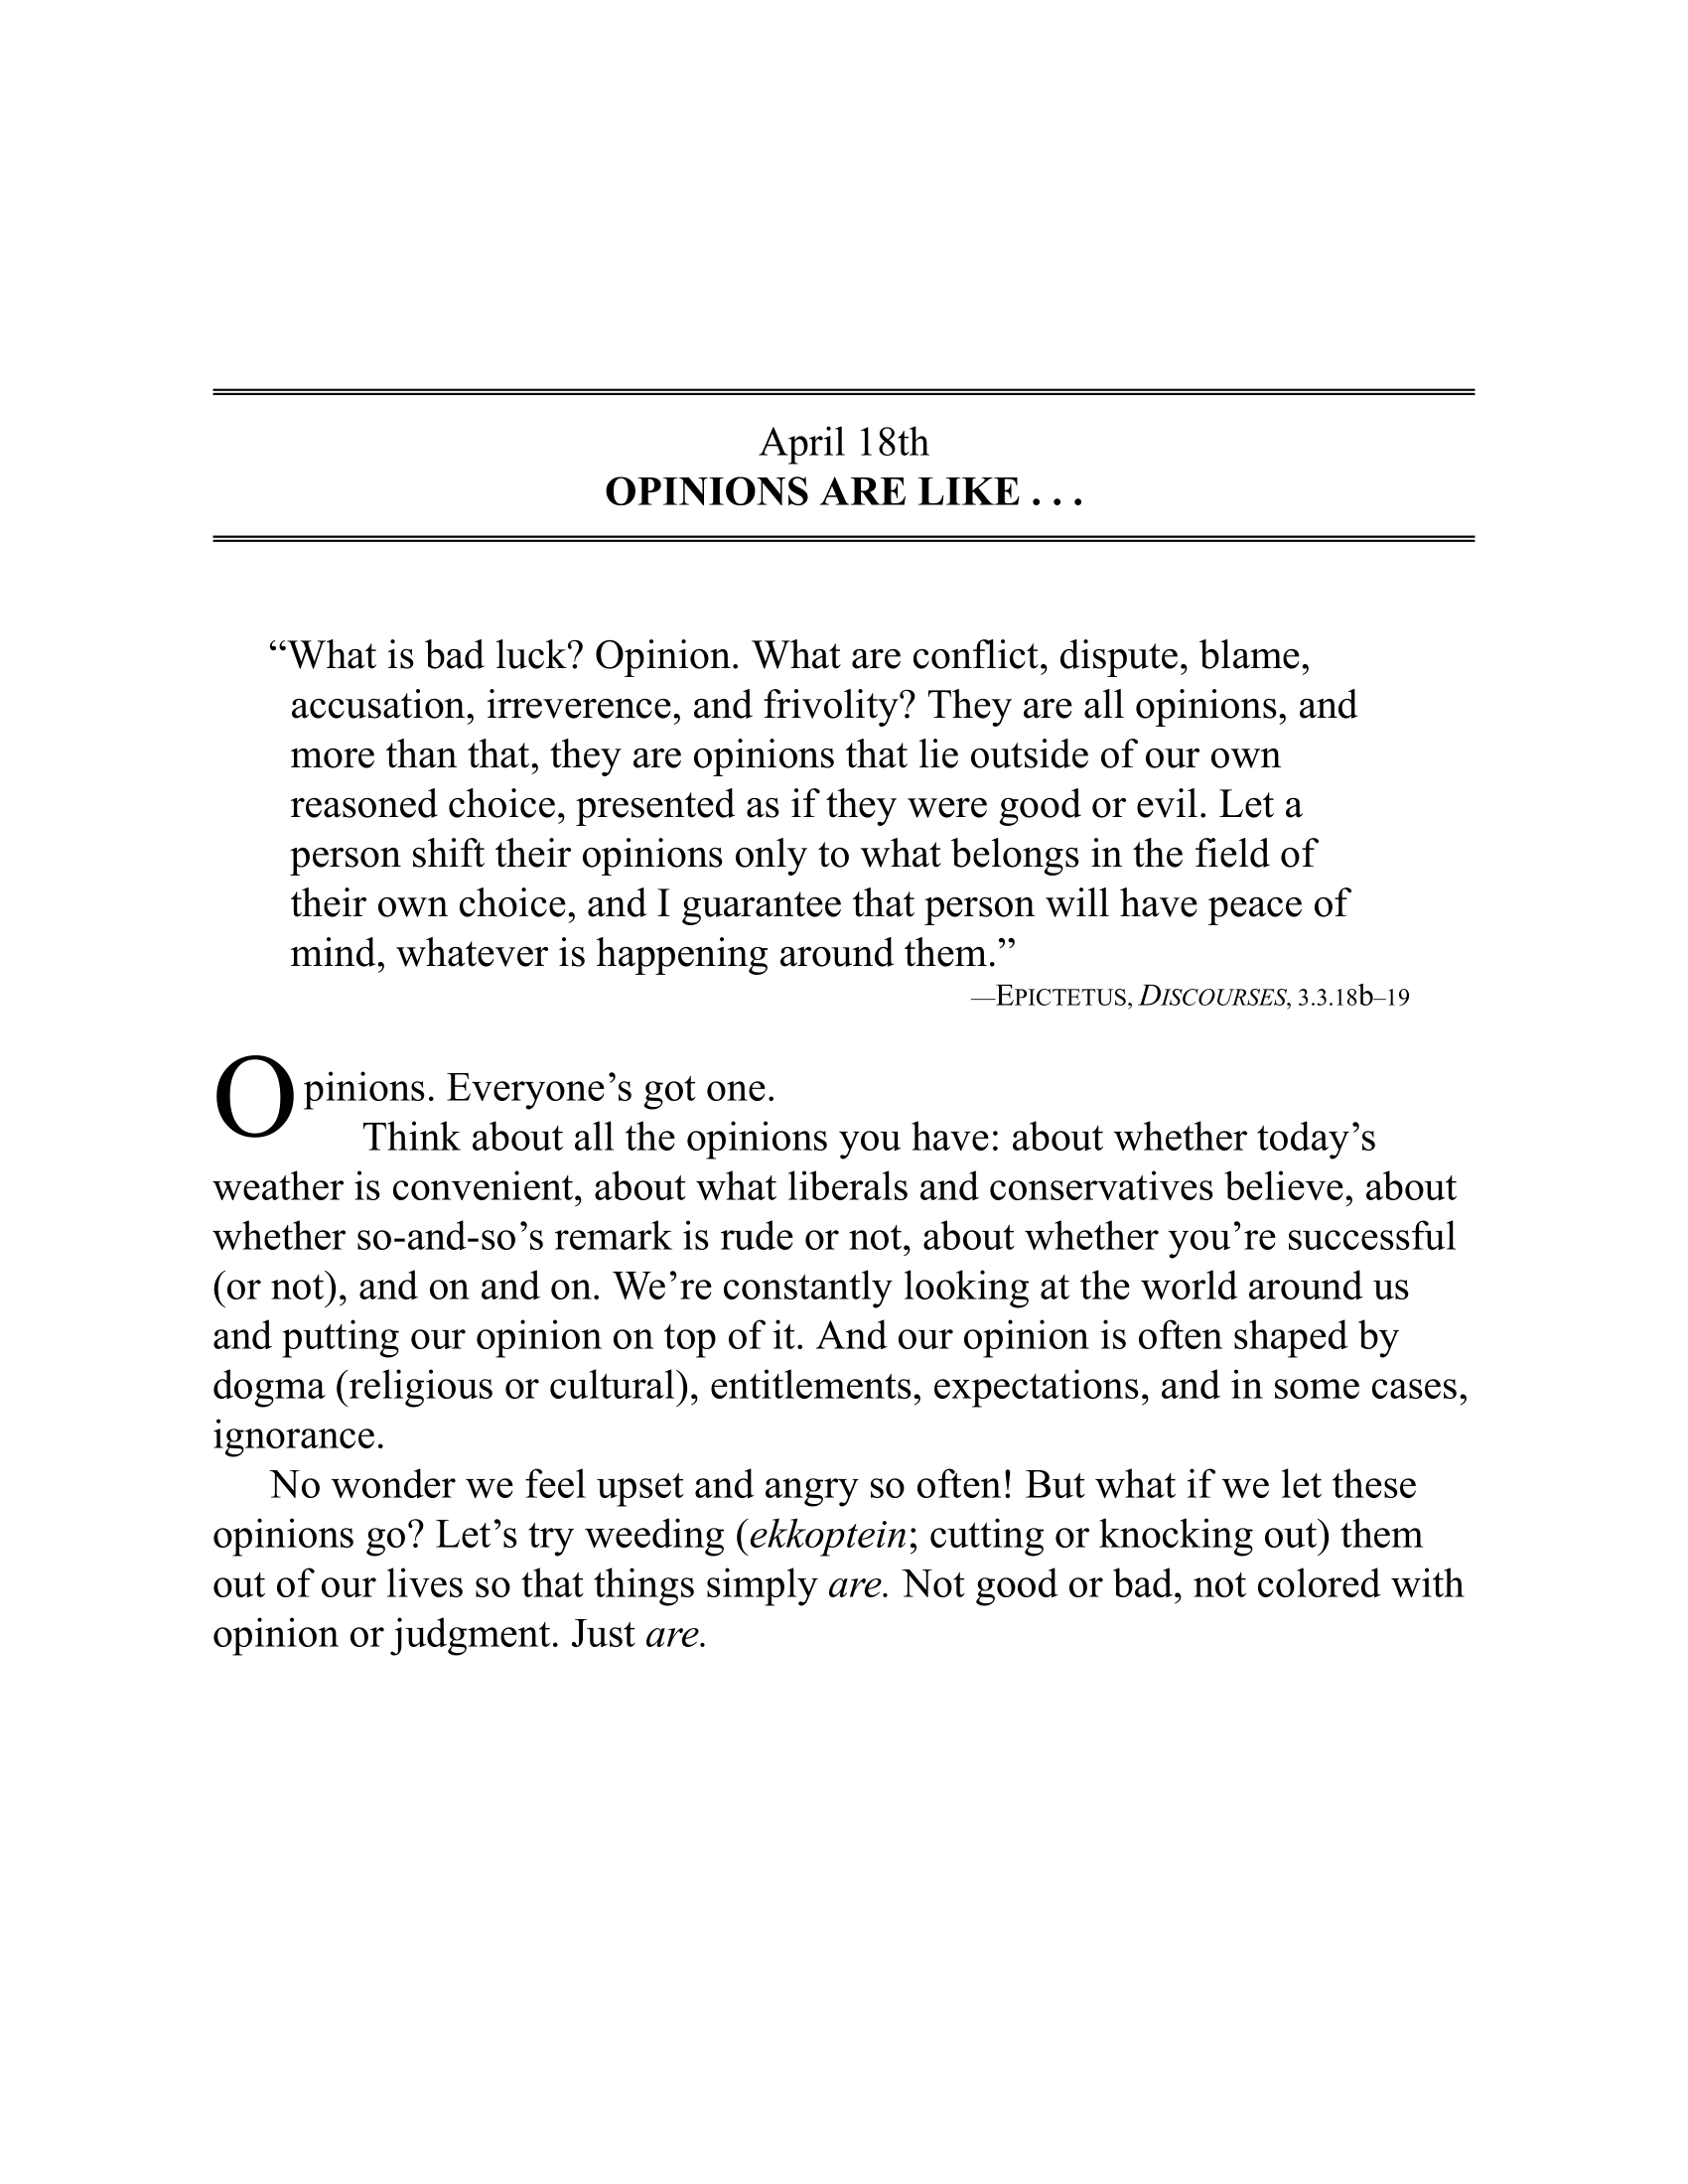 April 18th
OPINIONS ARE LIKE . . .
“What is bad luck? Opinion. What are conflict, dispute, blame,
accusation, irreverence, and frivolity? They are all opinions, and
more than that, they are opinions that lie outside of our own
reasoned choice, presented as if they were good or evil. Let a
person shift their opinions only to what belongs in the field of
their own choice, and I guarantee that person will have peace of
mind, whatever is happening around them.”
—EPICTETUS, DISCOURSES, 3.3.18b–19
Opinions. Everyone’s got one.
Think about all the opinions you have: about whether today’s
weather is convenient, about what liberals and conservatives believe, about
whether so-and-so’s remark is rude or not, about whether you’re successful
(or not), and on and on. We’re constantly looking at the world around us
and putting our opinion on top of it. And our opinion is often shaped by
dogma (religious or cultural), entitlements, expectations, and in some cases,
ignorance.
No wonder we feel upset and angry so often! But what if we let these
opinions go? Let’s try weeding (ekkoptein; cutting or knocking out) them
out of our lives so that things simply are. Not good or bad, not colored with
opinion or judgment. Just are.